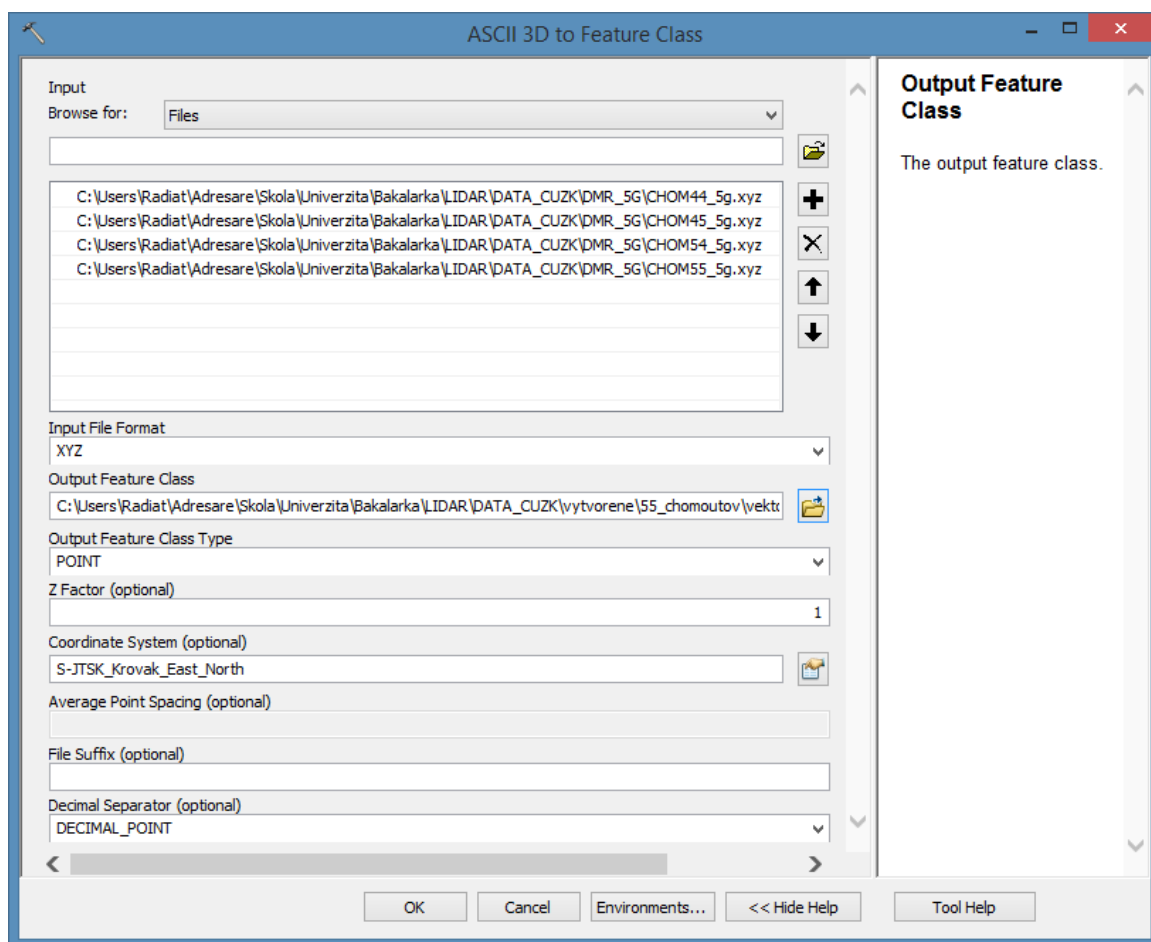 ASCII 3D to Feature Class
Input
Browse for:
Files
C:\Users\Radiat\Adresare\Skola\Univerzita\Bakalarka\LIDAR\DATA_CUZK\DMR_5G\CHOM44_5g.xyz
C:\Users\Radiat\Adresare\Skola\Univerzita\Bakalarka\LIDAR\DATA_CUZK\DMR_5G\CHOM45_5g.xyz
C:\Users\Radiat\Adresare\Skola\Univerzita\Bakalarka\LIDAR\DATA_CUZK\DMR_5G\CHOM54_5g.xyz
C:\Users\Radiat\Adresare\Skola\Univerzita\Bakalarka\LIDAR\DATA_CUZK\DMR_5G\CHOM55_5g.xyz
Input File Format
XYZ
Output Feature Class
C:\Users\Radiat\Adresare\Skola\Univerzita\Bakalarka\LIDAR\DATA_CUZK\vytvorene\55_chomoutov\vekto
Output Feature Class Type
POINT
Z Factor (optional)
1
Coordinate System (optional)
S-JTSK_Krovak_East_North
Average Point Spacing (optional)
File Suffix (optional)
Decimal Separator (optional)
DECIMAL_POINT
OK
Cancel
Environments...
<< Hide Help
Output Feature
Class
The output feature class.
Tool Help